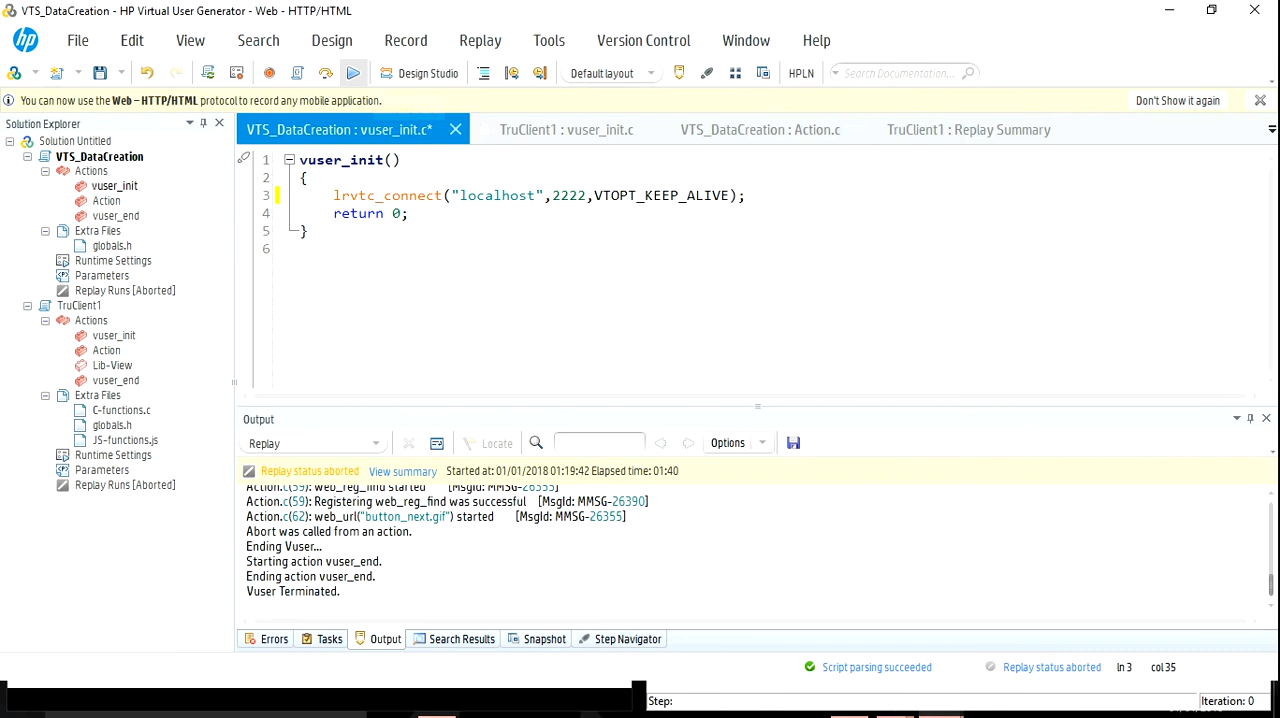 VTS_DataCreation - HP Virtual User Generator - Web - HTTP/HTML
hp File Edit View Search Design Record Replay Tools Version Control Window Help
Design Studio Default layout HPLN Search Documentation...
You can now use the Web – HTTP/HTML protocol to record any mobile application. Don't Show it again
Solution Explorer
Solution Untitled
VTS_DataCreation
Actions
vuser_init
Action
vuser_end
Extra Files
globals.h
Runtime Settings
Parameters
Replay Runs [Aborted]
TruClient1
Actions
vuser_init
Action
Lib-View
vuser_end
Extra Files
C-functions.c
globals.h
JS-functions.js
Runtime Settings
Parameters
Replay Runs [Aborted]
VTS_DataCreation : vuser_init.c* TruClient1 : vuser_init.c VTS_DataCreation : Action.c TruClient1 : Replay Summary
1 vuser_init()
2 {
3 lrvtc_connect("localhost",2222,VTOPT_KEEP_ALIVE);
4 return 0;
5 }
6
Output
Replay Locate Options
Replay status aborted View summary Started at: 01/01/2018 01:19:42 Elapsed time: 01:40
Action.c(59): web_reg_find started [MsgId: MMSG-26355]
Action.c(59): Registering web_reg_find was successful [MsgId: MMSG-26390]
Action.c(62): web_url("button_next.gif") started [MsgId: MMSG-26355]
Abort was called from an action.
Ending Vuser...
Starting action vuser_end.
Ending action vuser_end.
Vuser Terminated.
Errors Tasks Output Search Results Snapshot Step Navigator
Script parsing succeeded Replay status aborted ln 3 col 35
Step: Iteration: 0